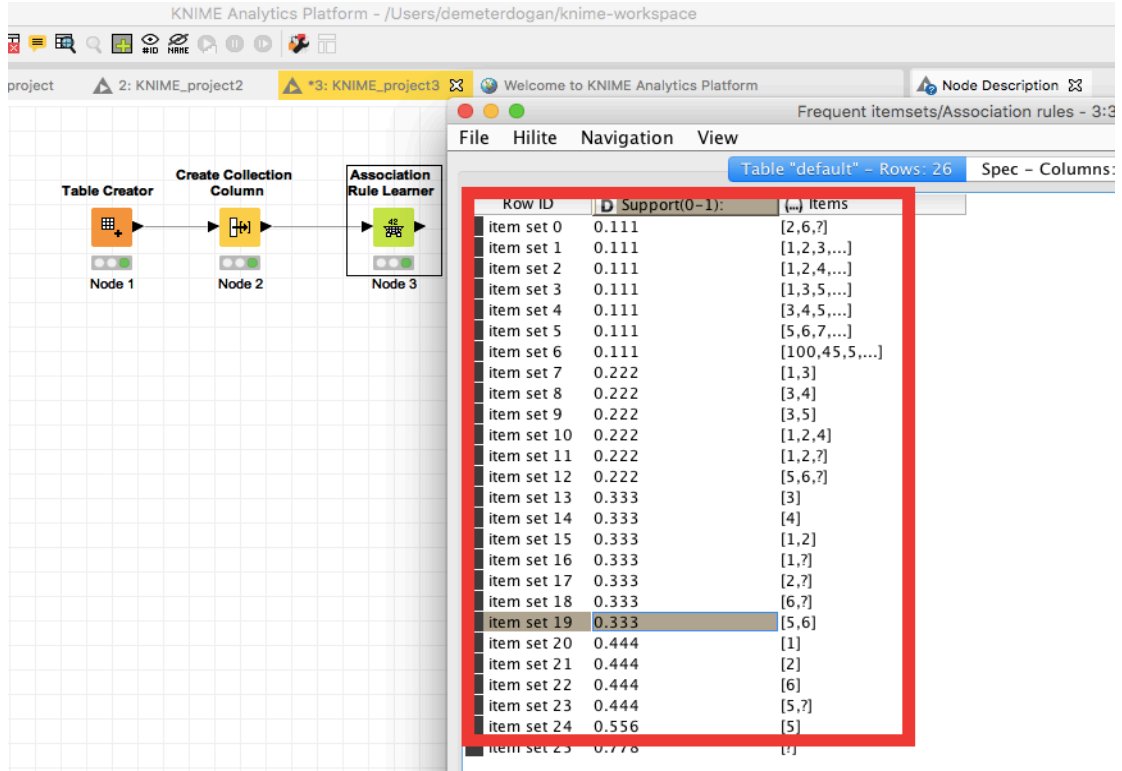 KNIME Analytics Platform - /Users/demeterdogan/knime-workspace
#ID NAME
project 2: KNIME_project2 *3: KNIME_project3 Welcome to KNIME Analytics Platform Node Description
Frequent itemsets/Association rules - 3:3
File Hilite Navigation View
Table "default" - Rows: 26 Spec - Columns:
Table Creator
Node 1
Create Collection
Column
Node 2
Association
Rule Learner
Node 3
Row ID D Support(0-1): (...) Items
item set 0 0.111 [2,6,?]
item set 1 0.111 [1,2,3,...]
item set 2 0.111 [1,2,4,...]
item set 3 0.111 [1,3,5,...]
item set 4 0.111 [3,4,5,...]
item set 5 0.111 [5,6,7,...]
item set 6 0.111 [100,45,5,...]
item set 7 0.222 [1,3]
item set 8 0.222 [3,4]
item set 9 0.222 [3,5]
item set 10 0.222 [1,2,4]
item set 11 0.222 [1,2,?]
item set 12 0.222 [5,6,?]
item set 13 0.333 [3]
item set 14 0.333 [4]
item set 15 0.333 [1,2]
item set 16 0.333 [1,?]
item set 17 0.333 [2,?]
item set 18 0.333 [6,?]
item set 19 0.333 [5,6]
item set 20 0.444 [1]
item set 21 0.444 [2]
item set 22 0.444 [6]
item set 23 0.444 [5,?]
item set 24 0.556 [5]
item set 25 0.778 [?]